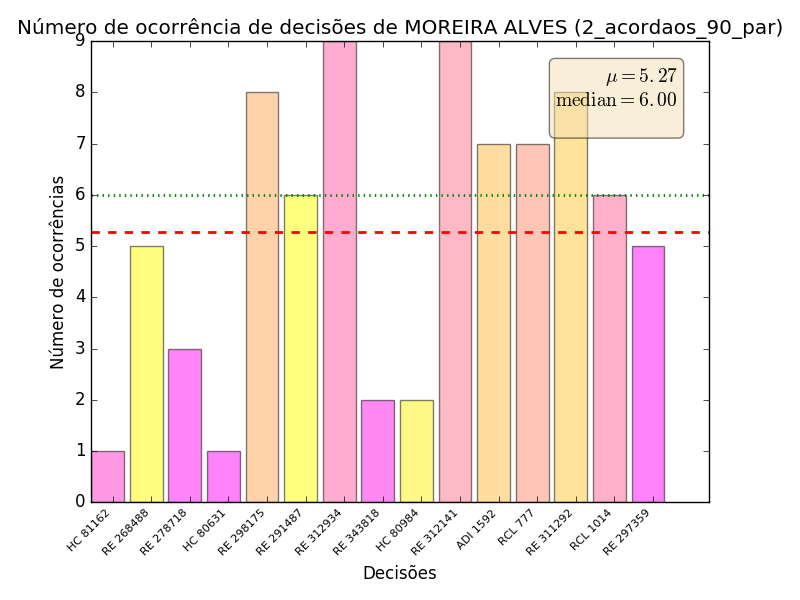 Número de ocorrência de decisões de MOREIRA ALVES (2_acordaos_90_par)
μ = 5.27
median = 6.00
Número de ocorrências
9
8
7
6
5
4
3
2
1
0
HC 81162
RE 268488
RE 278718
HC 80631
RE 298175
RE 291487
RE 312934
RE 343818
HC 80984
RE 312141
ADI 1592
RCL 777
RE 311292
RCL 1014
RE 297359
Decisões